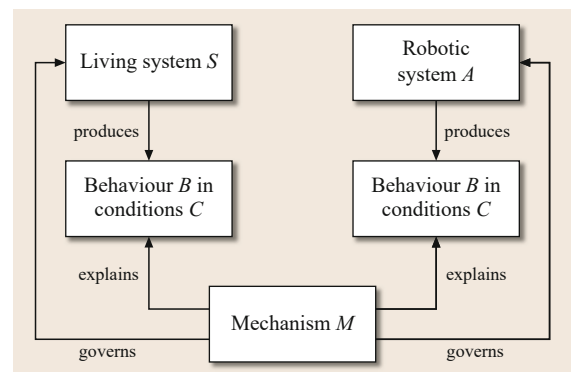 Living system S
Robotic
system A
produces
produces
Behaviour B in
conditions C
Behaviour B in
conditions C
explains
explains
Mechanism M
governs
governs